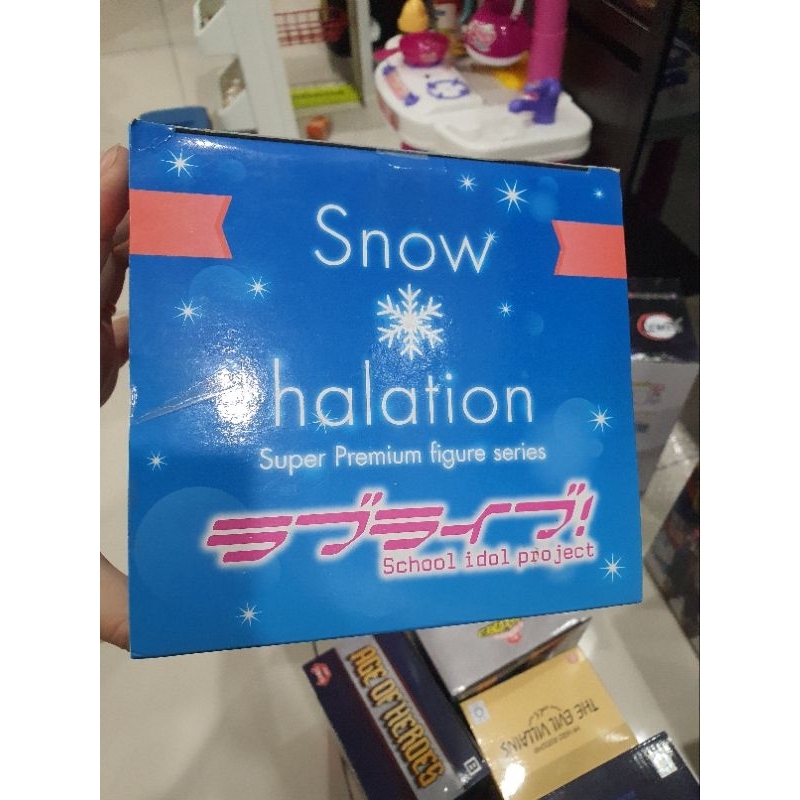 Snow
halation
Super Premium figure series
ラブライブ!
School idol project
AGE OF HEROES
THE EVIL VILLAINS